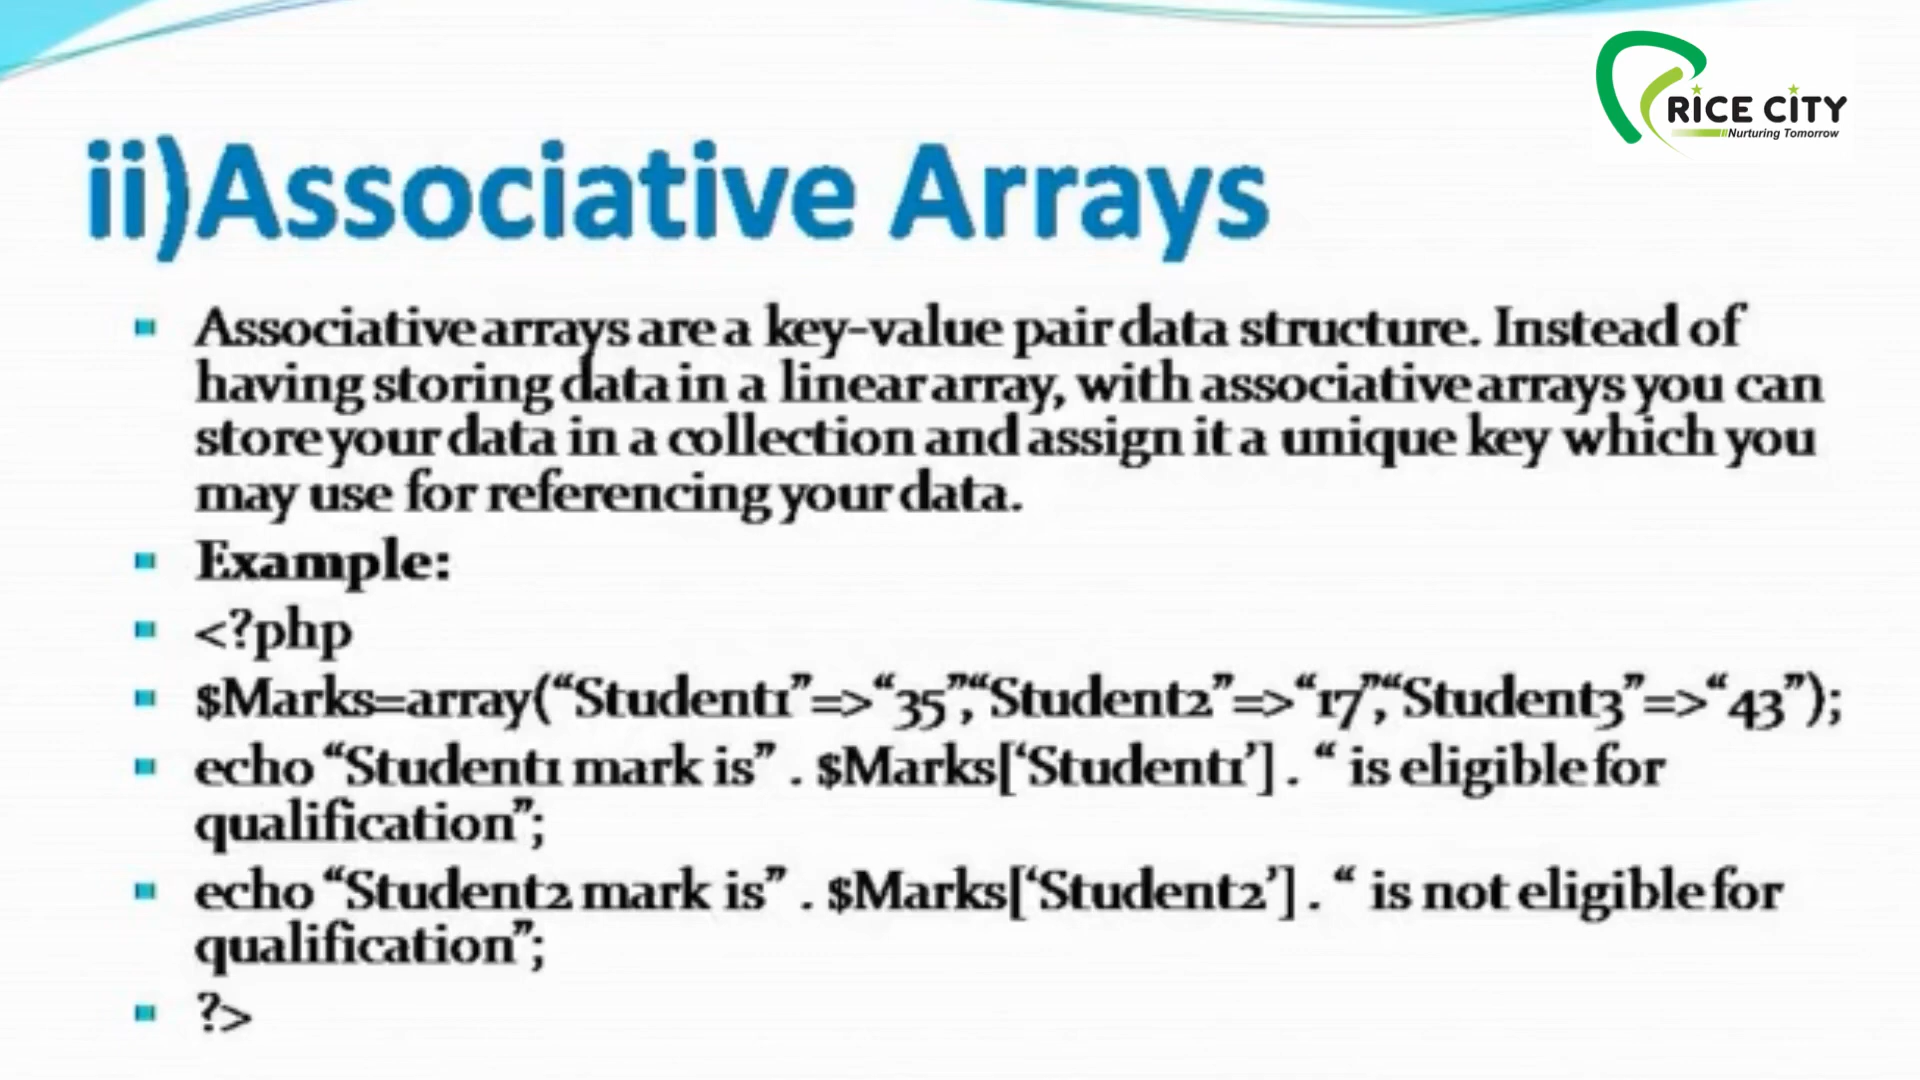 RiCE CiTY
Nurturing Tomorrow
ii)Associative Arrays
Associative arrays are a key-value pair data structure. Instead of
having storing data in a linear array, with associative arrays you can
store your data in a collection and assign it a unique key which you
may use for referencing your data.
Example:
<?php
$Marks=array(“Student1”=>“35”,“Student2”=>“17”,“Student3”=>“43”);
echo “Student1 mark is” . $Marks[‘Student1’] . “ is eligible for
qualification”;
echo “Student2 mark is” . $Marks[‘Student2’] . “ is not eligible for
qualification”;
?>